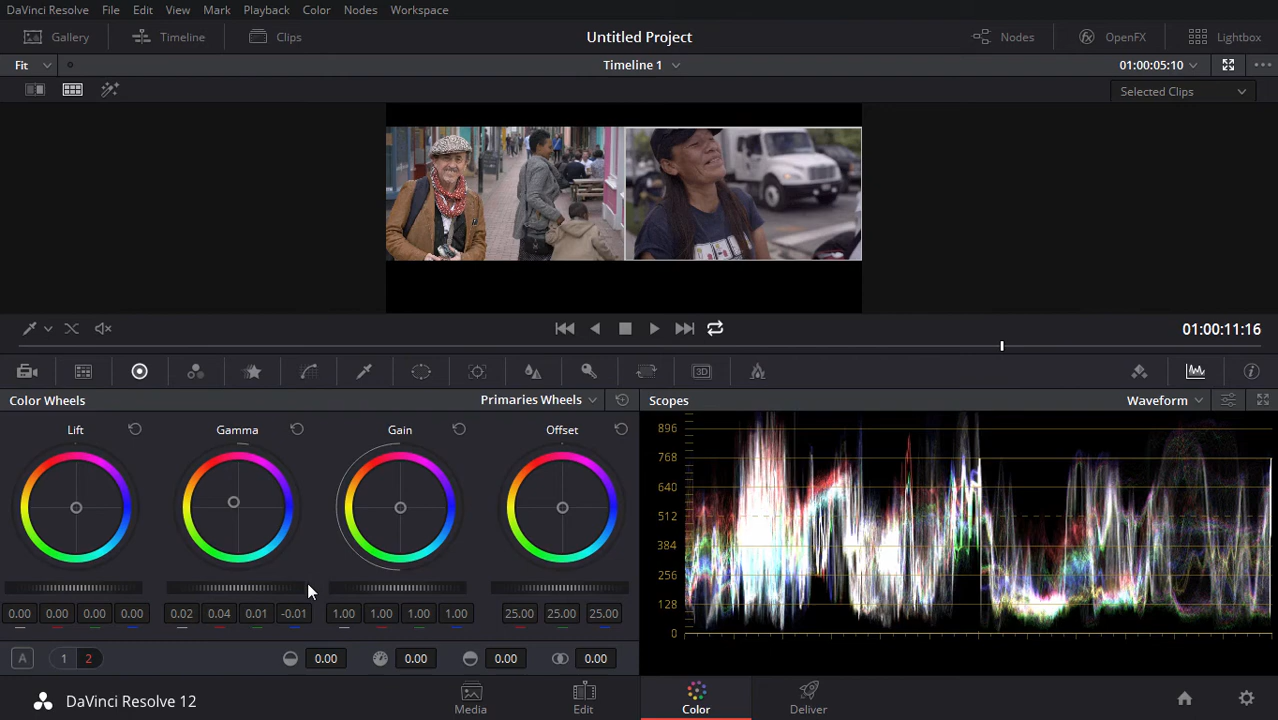 DaVinci Resolve File Edit View Mark Playback Color Nodes Workspace
Gallery Timeline Clips Untitled Project Nodes OpenFX Lightbox
Fit Timeline 1 01:00:05:10
Selected Clips
01:00:11:16
3D
Color Wheels Primaries Wheels Scopes Waveform
Lift Gamma Gain Offset
896
768
640
512
384
256
128
0
0.00 0.00 0.00 0.00 0.02 0.04 0.01 -0.01 1.00 1.00 1.00 1.00 25.00 25.00 25.00
A 1 2 0.00 0.00 0.00 0.00
DaVinci Resolve 12 Media Edit Color Deliver